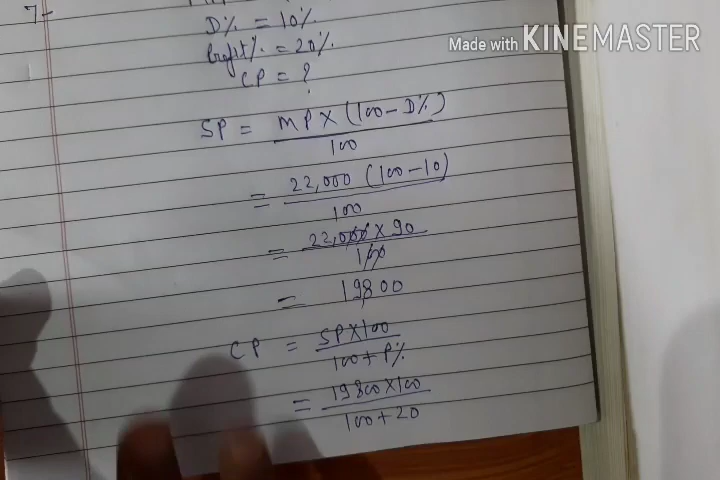 7-
D% = 10%
Profit% = 20%.
CP = ?
Made with KINEMASTER
SP = MP X (100 - D%)
100
= 22,000 (100 - 10)
100
= 22,000 X 90
100
= 19800
CP = SP X 100
100 + P%
= 19800 X 100
100 + 20